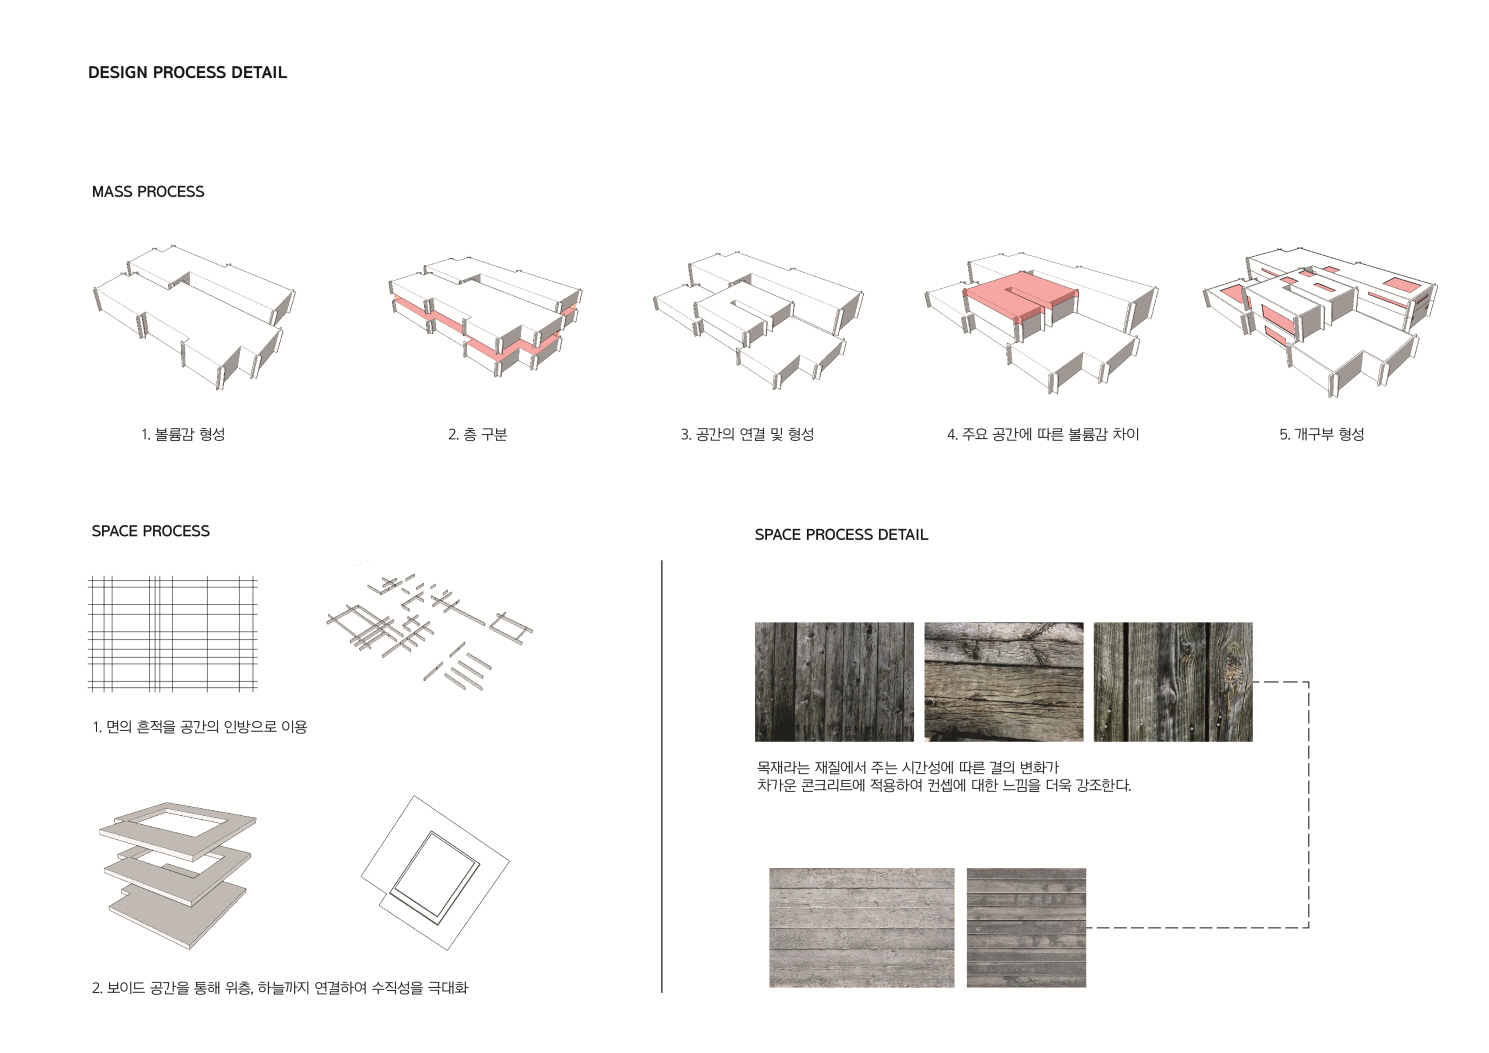 DESIGN PROCESS DETAIL
MASS PROCESS
1. 볼륨감 형성
2. 층 구분
3. 공간의 연결 및 형성
4. 주요 공간에 따른 볼륨감 차이
5. 개구부 형성
SPACE PROCESS
1. 면의 흔적을 공간의 인방으로 이용
2. 보이드 공간을 통해 위층, 하늘까지 연결하여 수직성을 극대화
SPACE PROCESS DETAIL
목재라는 재질에서 주는 시간성에 따른 결의 변화가
차가운 콘크리트에 적용하여 컨셉에 대한 느낌을 더욱 강조한다.